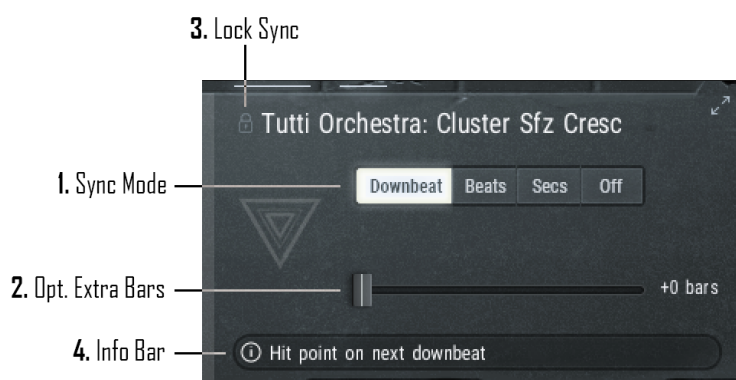 3. Lock Sync
Tutti Orchestra: Cluster Sfz Cresc
1. Sync Mode
Downbeat Beats Secs Off
2. Opt. Extra Bars
+0 bars
4. Info Bar
Hit point on next downbeat